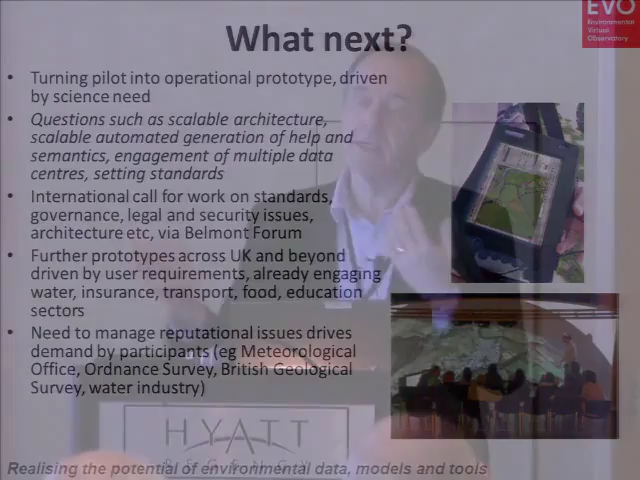 EVO
Environmental
Virtual
Observatory
What next?
• Turning pilot into operational prototype, driven
by science need
• Questions such as scalable architecture,
scalable automated generation of help and
semantics, engagement of multiple data
centres, setting standards
• International call for work on standards,
governance, legal and security issues,
architecture etc, via Belmont Forum
• Further prototypes across UK and beyond
driven by user requirements, already engaging
water, insurance, transport, food, education
sectors
• Need to manage reputational issues drives
demand by participants (eg Meteorological
Office, Ordnance Survey, British Geological
Survey, water industry)
HYATT
REGENCY
Realising the potential of environmental data, models and tools